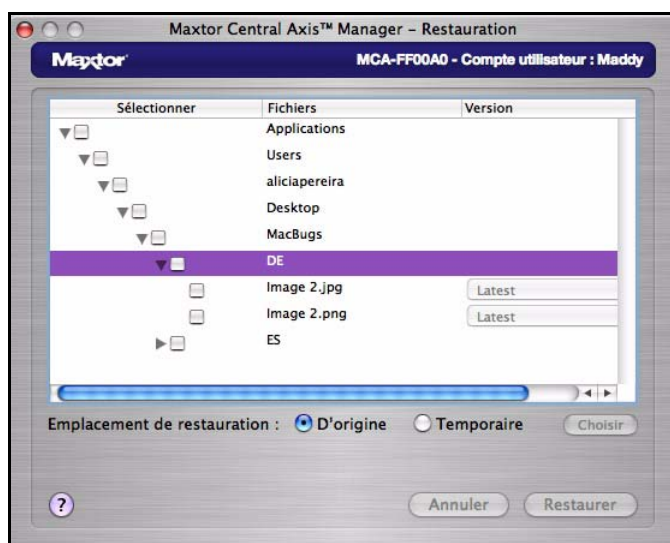 Maxtor Central Axis™ Manager – Restauration
Maxtor MCA-FF00A0 - Compte utilisateur : Maddy
Sélectionner Fichiers Version
Applications
Users
aliciapereira
Desktop
MacBugs
DE
Image 2.jpg Latest
Image 2.png Latest
ES
Emplacement de restauration : D'origine Temporaire Choisir
? Annuler Restaurer